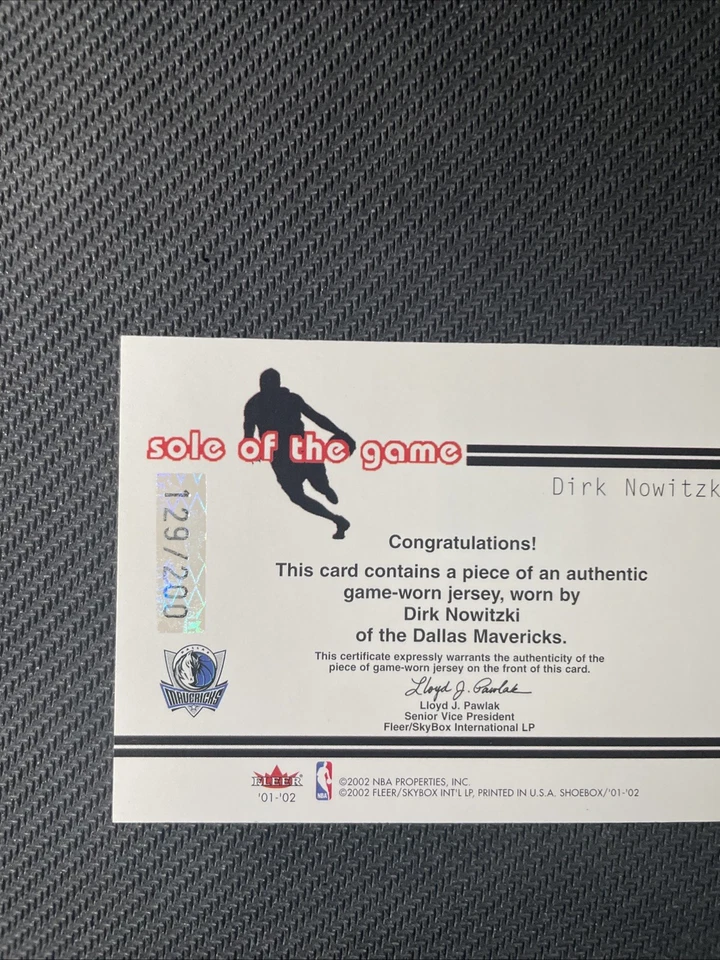 sole of the game
Dirk Nowitzk
129/200
Congratulations!
This card contains a piece of an authentic
game-worn jersey, worn by
Dirk Nowitzki
of the Dallas Mavericks.
This certificate expressly warrants the authenticity of the
piece of game-worn jersey on the front of this card.
Lloyd J. Pawlak
Lloyd J. Pawlak
Senior Vice President
Fleer/SkyBox International LP
MAVERICKS
FLEER
'01-'02
NBA
©2002 NBA PROPERTIES, INC.
©2002 FLEER/SKYBOX INT'L LP, PRINTED IN U.S.A. SHOEBOX/'01-'02